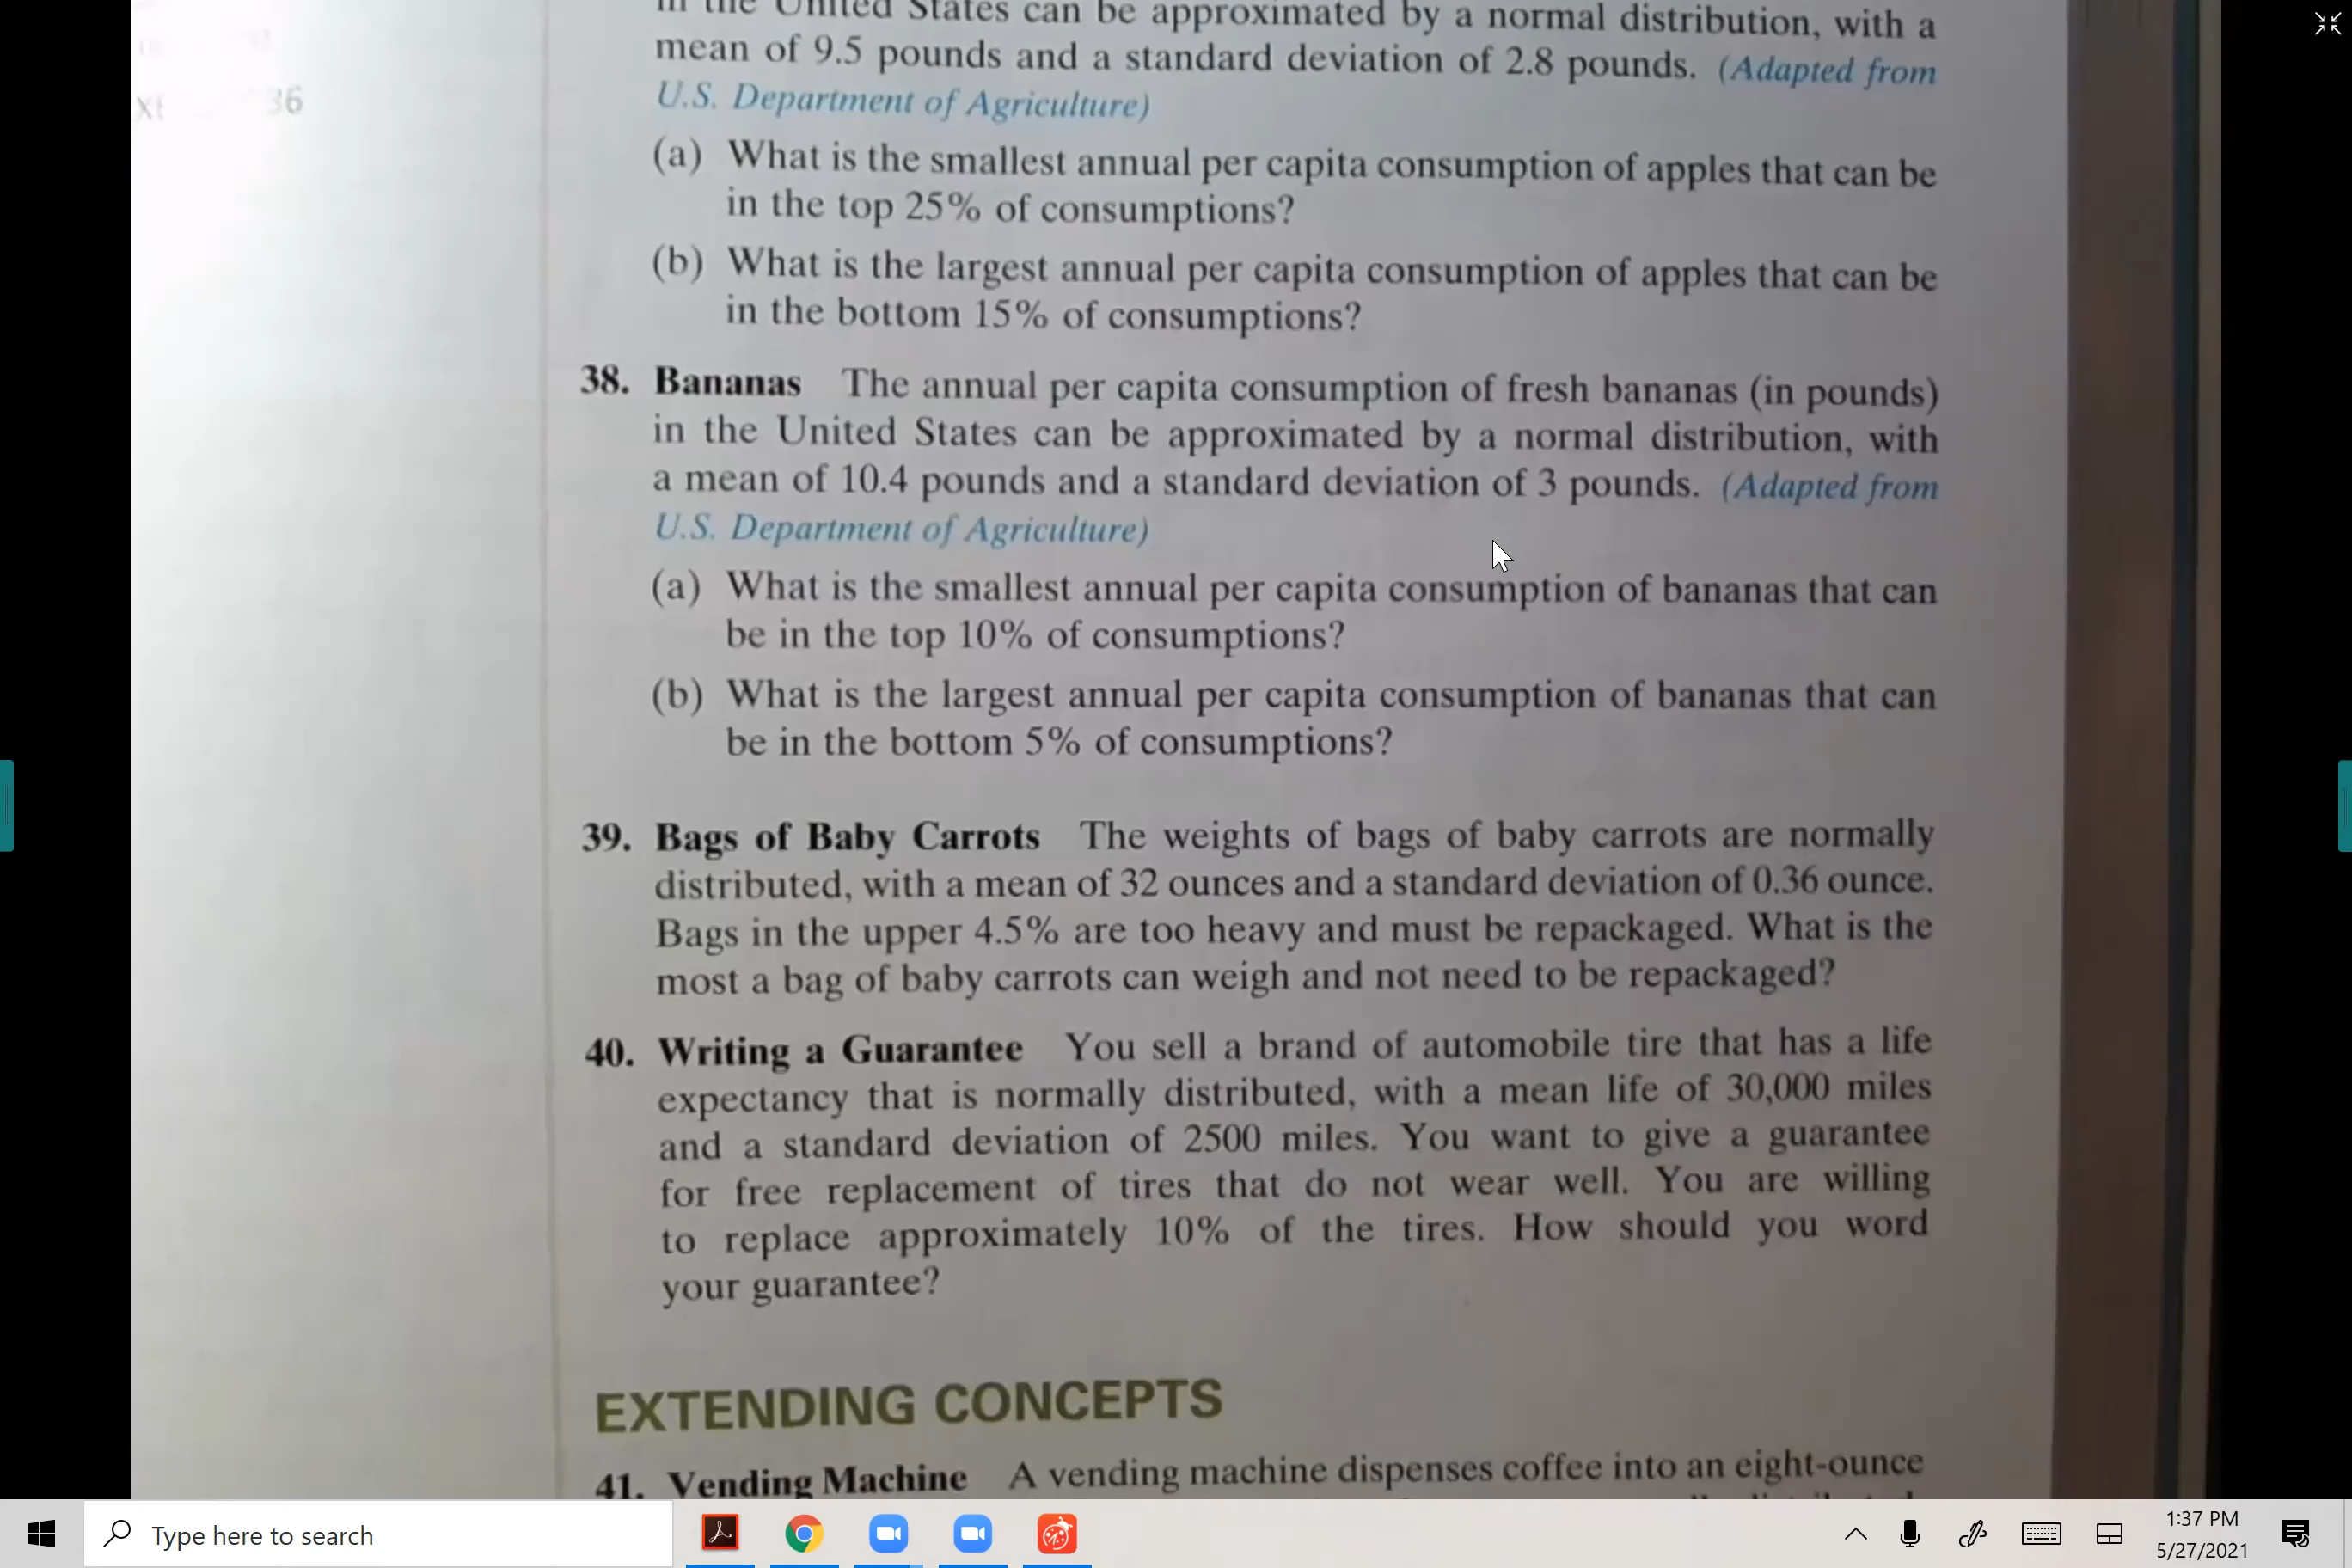 in the United States can be approximated by a normal distribution, with a
mean of 9.5 pounds and a standard deviation of 2.8 pounds. (Adapted from
U.S. Department of Agriculture)
(a) What is the smallest annual per capita consumption of apples that can be
in the top 25% of consumptions?
(b) What is the largest annual per capita consumption of apples that can be
in the bottom 15% of consumptions?
38. Bananas The annual per capita consumption of fresh bananas (in pounds)
in the United States can be approximated by a normal distribution, with
a mean of 10.4 pounds and a standard deviation of 3 pounds. (Adapted from
U.S. Department of Agriculture)
(a) What is the smallest annual per capita consumption of bananas that can
be in the top 10% of consumptions?
(b) What is the largest annual per capita consumption of bananas that can
be in the bottom 5% of consumptions?
39. Bags of Baby Carrots The weights of bags of baby carrots are normally
distributed, with a mean of 32 ounces and a standard deviation of 0.36 ounce.
Bags in the upper 4.5% are too heavy and must be repackaged. What is the
most a bag of baby carrots can weigh and not need to be repackaged?
40. Writing a Guarantee You sell a brand of automobile tire that has a life
expectancy that is normally distributed, with a mean life of 30,000 miles
and a standard deviation of 2500 miles. You want to give a guarantee
for free replacement of tires that do not wear well. You are willing
to replace approximately 10% of the tires. How should you word
your guarantee?
EXTENDING CONCEPTS
41. Vending Machine A vending machine dispenses coffee into an eight-ounce
Type here to search
1:37 PM
5/27/2021